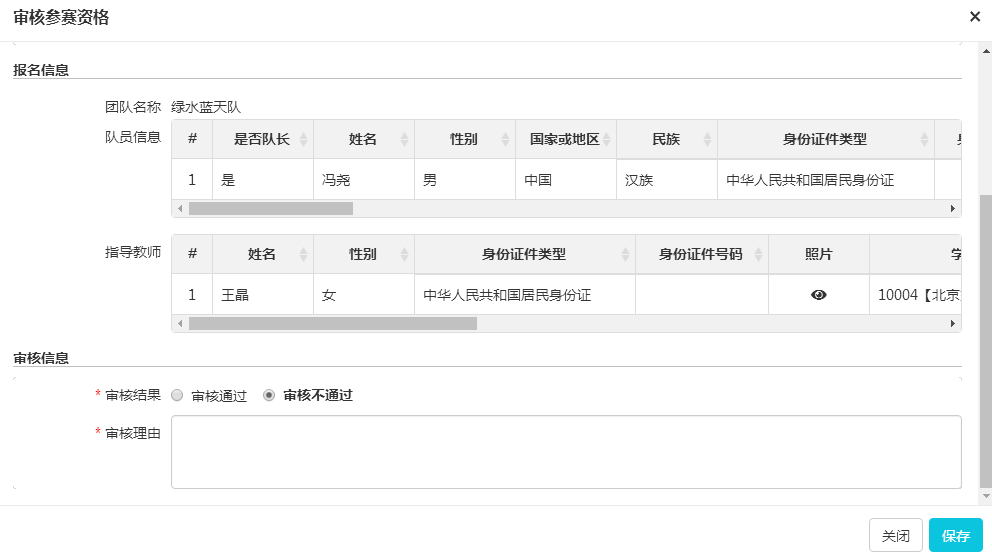 审核参赛资格 ×
报名信息
团队名称 绿水蓝天队
队员信息
# 是否队长 姓名 性别 国家或地区 民族 身份证件类型
1 是 冯尧 男 中国 汉族 中华人民共和国居民身份证
指导教师
# 姓名 性别 身份证件类型 身份证件号码 照片 学
1 王晶 女 中华人民共和国居民身份证 10004【北京
审核信息
* 审核结果 审核通过 审核不通过
* 审核理由
关闭 保存